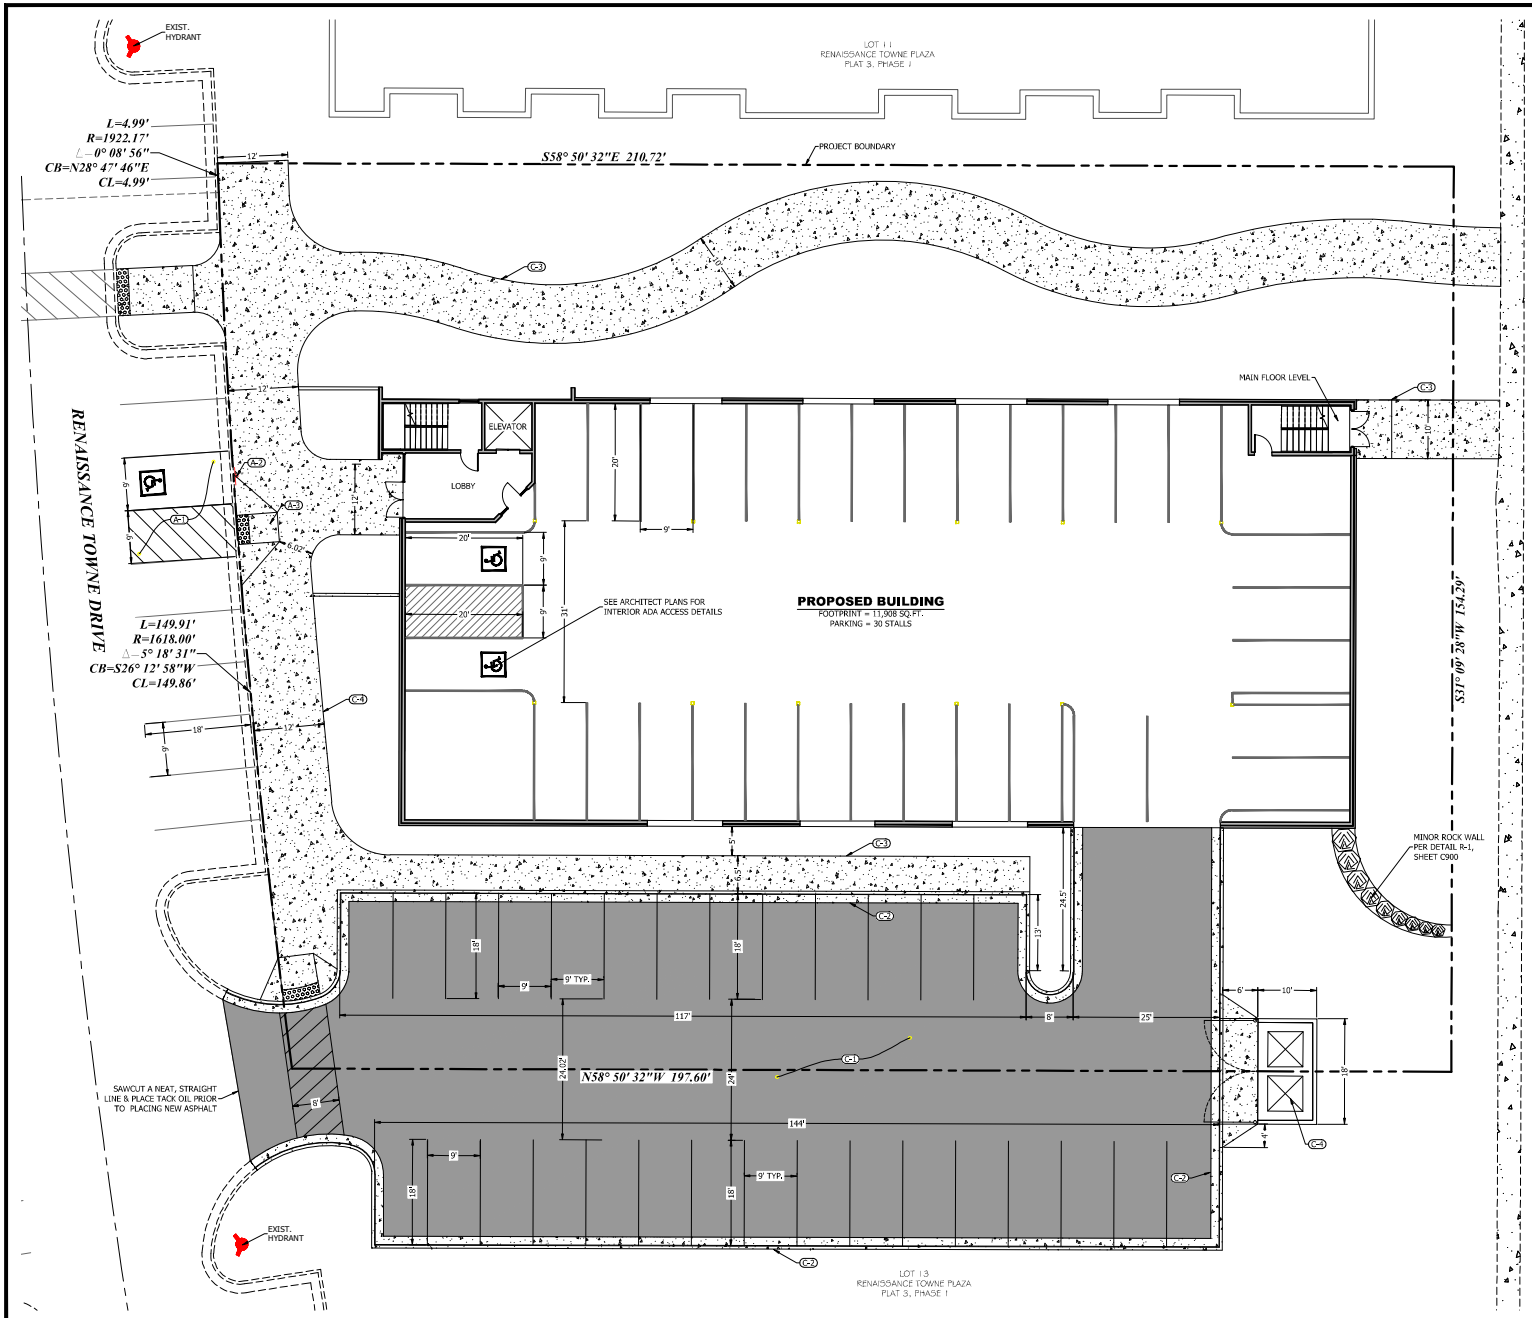 EXIST.
HYDRANT
LOT 11
RENAISSANCE TOWNE PLAZA
PLAT 3, PHASE 1
L=4.99'
R=1922.17'
△=0° 08' 56"
CB=N28° 47' 46"E
CL=4.99'
12'
S58° 50' 32"E 210.72'
PROJECT BOUNDARY
C-3
10'
MAIN FLOOR LEVEL
C-3
12'
10'
RENAISSANCE TOWNE DRIVE
ELEVATOR
LOBBY
A-2
A-3
A-1
9'
9'
12'
6.02'
20'
9'
20'
9'
20'
9'
31'
SEE ARCHITECT PLANS FOR
INTERIOR ADA ACCESS DETAILS
PROPOSED BUILDING
FOOTPRINT = 11,908 SQ.FT.
PARKING = 30 STALLS
S31° 09' 28"W 154.29'
L=149.91'
R=1618.00'
△=5° 18' 31"
CB=S26° 12' 58"W
CL=149.86'
C-4
18'
9'
12'
5'
C-3
6.5'
24.5'
MINOR ROCK WALL
PER DETAIL R-1,
SHEET C900
C-2
18'
18'
13'
9'
9' TYP.
117'
8'
25'
6'
10'
C-1
24.02'
24'
N58° 50' 32"W 197.60'
18'
SAWCUT A NEAT, STRAIGHT
LINE & PLACE TACK OIL PRIOR
TO PLACING NEW ASPHALT
8'
144'
4'
C-4
9'
9' TYP.
18'
18'
C-2
EXIST.
HYDRANT
C-2
LOT 13
RENAISSANCE TOWNE PLAZA
PLAT 3, PHASE 1